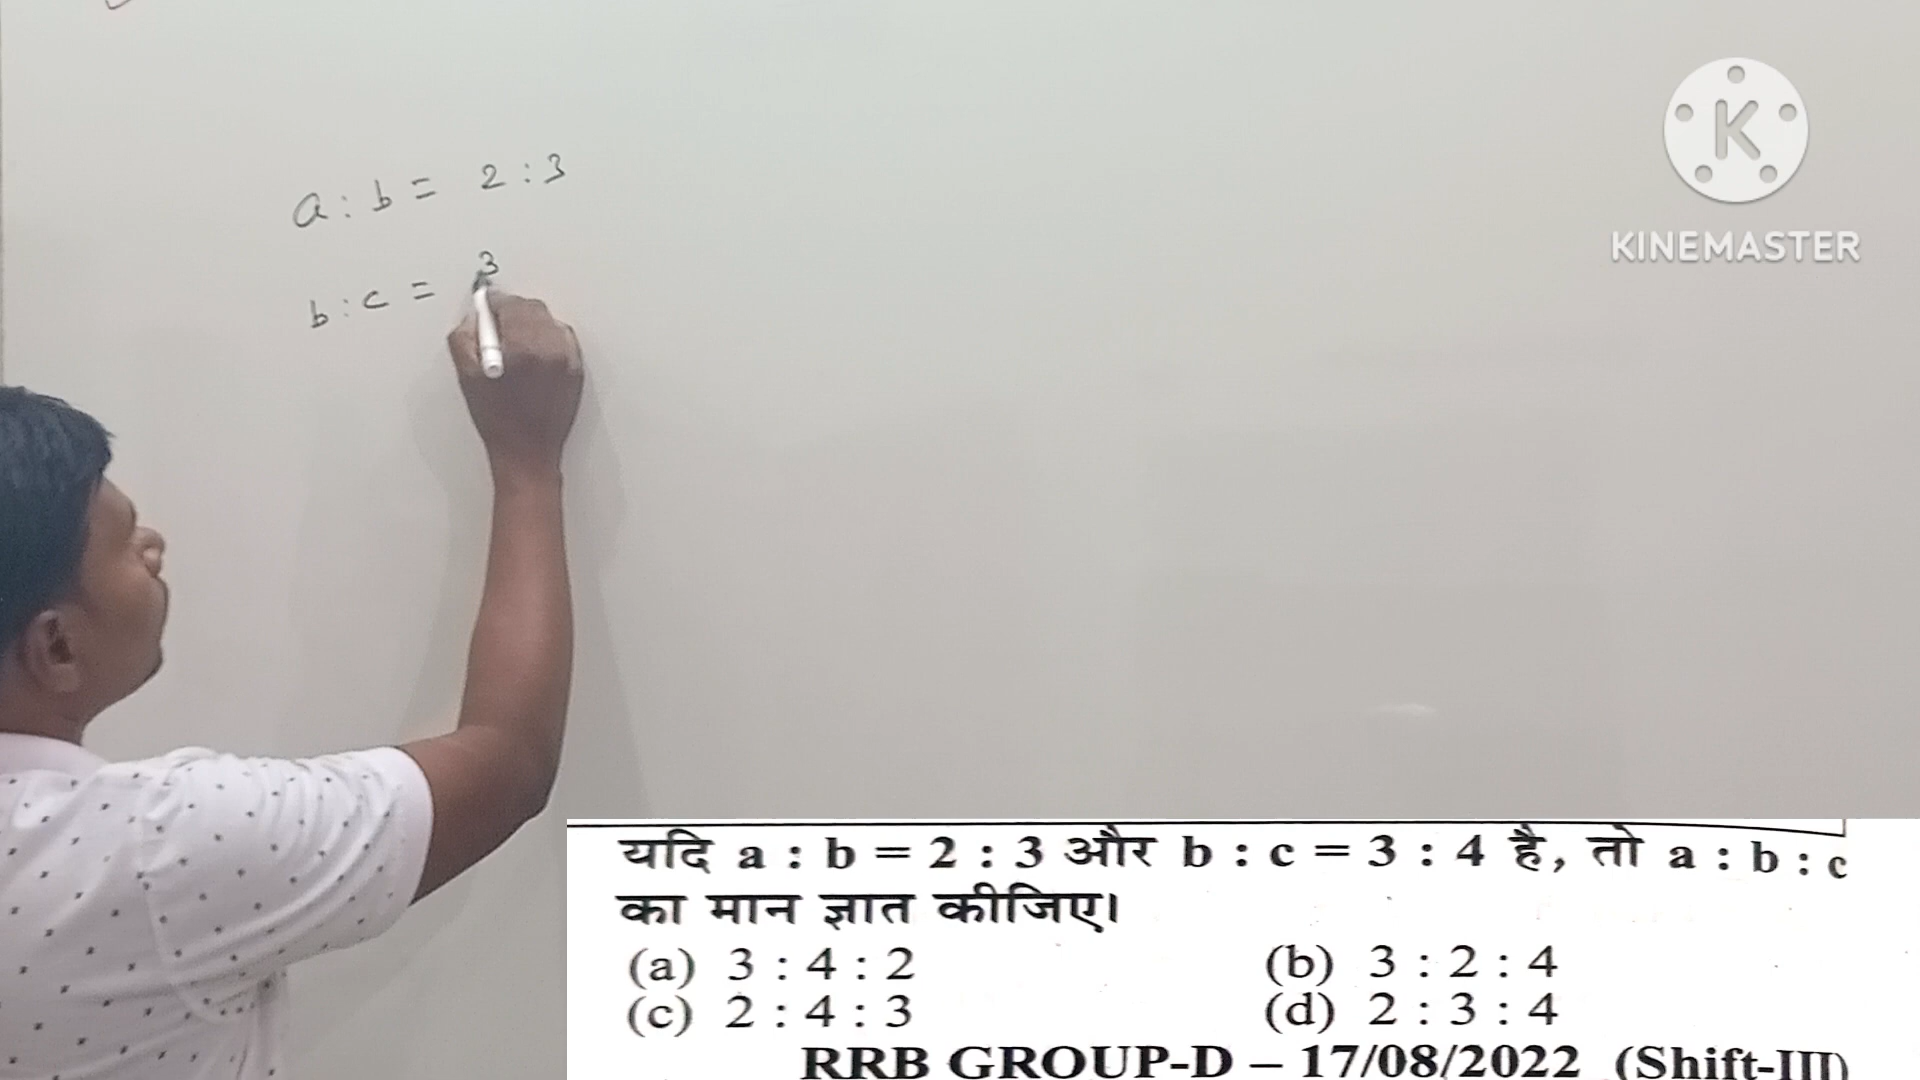 a : b = 2 : 3
b : c = 3
K
KINEMASTER
यदि a : b = 2 : 3 और b : c = 3 : 4 है, तो a : b : c
का मान ज्ञात कीजिए।
(a) 3 : 4 : 2 (b) 3 : 2 : 4
(c) 2 : 4 : 3 (d) 2 : 3 : 4
RRB GROUP-D – 17/08/2022 (Shift-III)